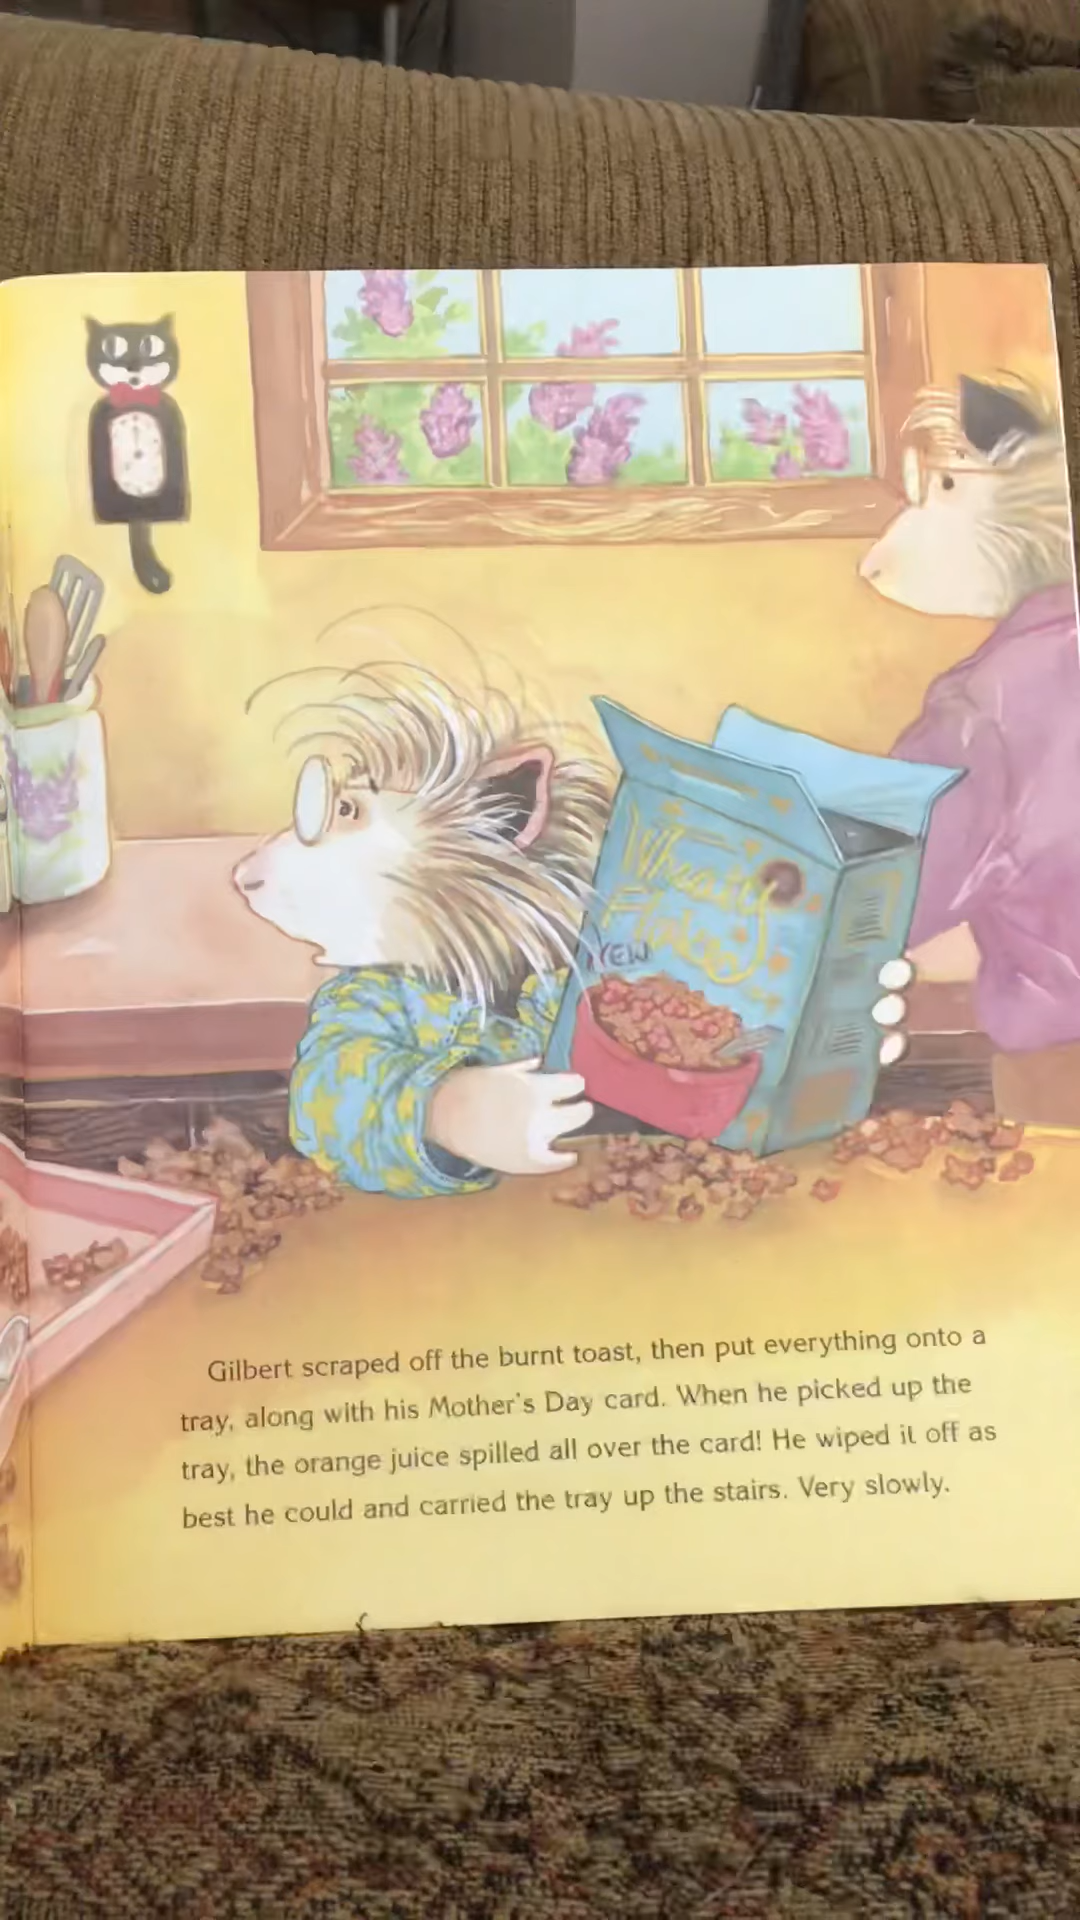 Wheaty
Flakes
NEW
Gilbert scraped off the burnt toast, then put everything onto a
tray, along with his Mother's Day card. When he picked up the
tray, the orange juice spilled all over the card! He wiped it off as
best he could and carried the tray up the stairs. Very slowly.